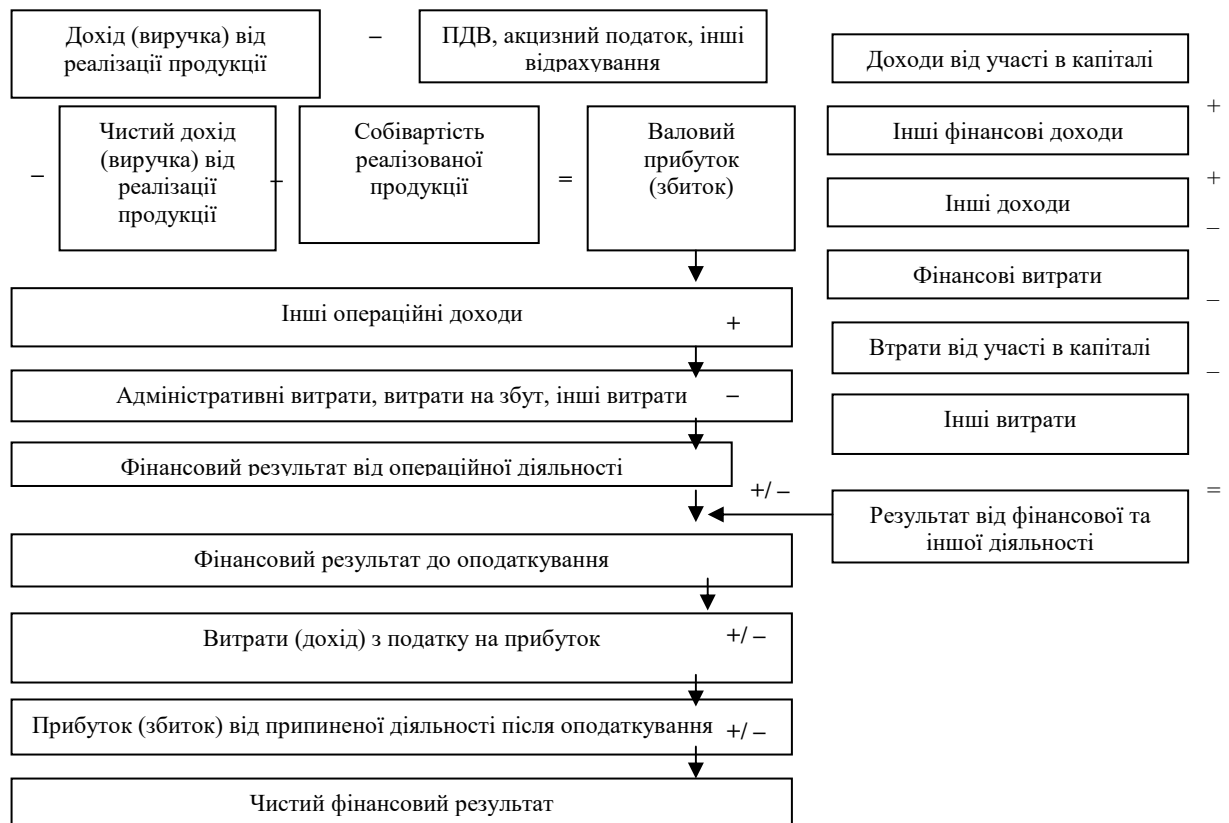 Дохід (виручка) від
реалізації продукції
–
ПДВ, акцизний податок, інші
відрахування
–
Чистий дохід
(виручка) від
реалізації
продукції
–
Собівартість
реалізованої
продукції
=
Валовий
прибуток
(збиток)
Інші операційні доходи
+
Адміністративні витрати, витрати на збут, інші витрати
–
Фінансовий результат від операційної діяльності
+/ –
Фінансовий результат до оподаткування
Витрати (дохід) з податку на прибуток
+/ –
Прибуток (збиток) від припиненої діяльності після оподаткування
+/ –
Чистий фінансовий результат
Доходи від участі в капіталі
+
Інші фінансові доходи
+
Інші доходи
–
Фінансові витрати
–
Втрати від участі в капіталі
–
Інші витрати
=
Результат від фінансової та
іншої діяльності